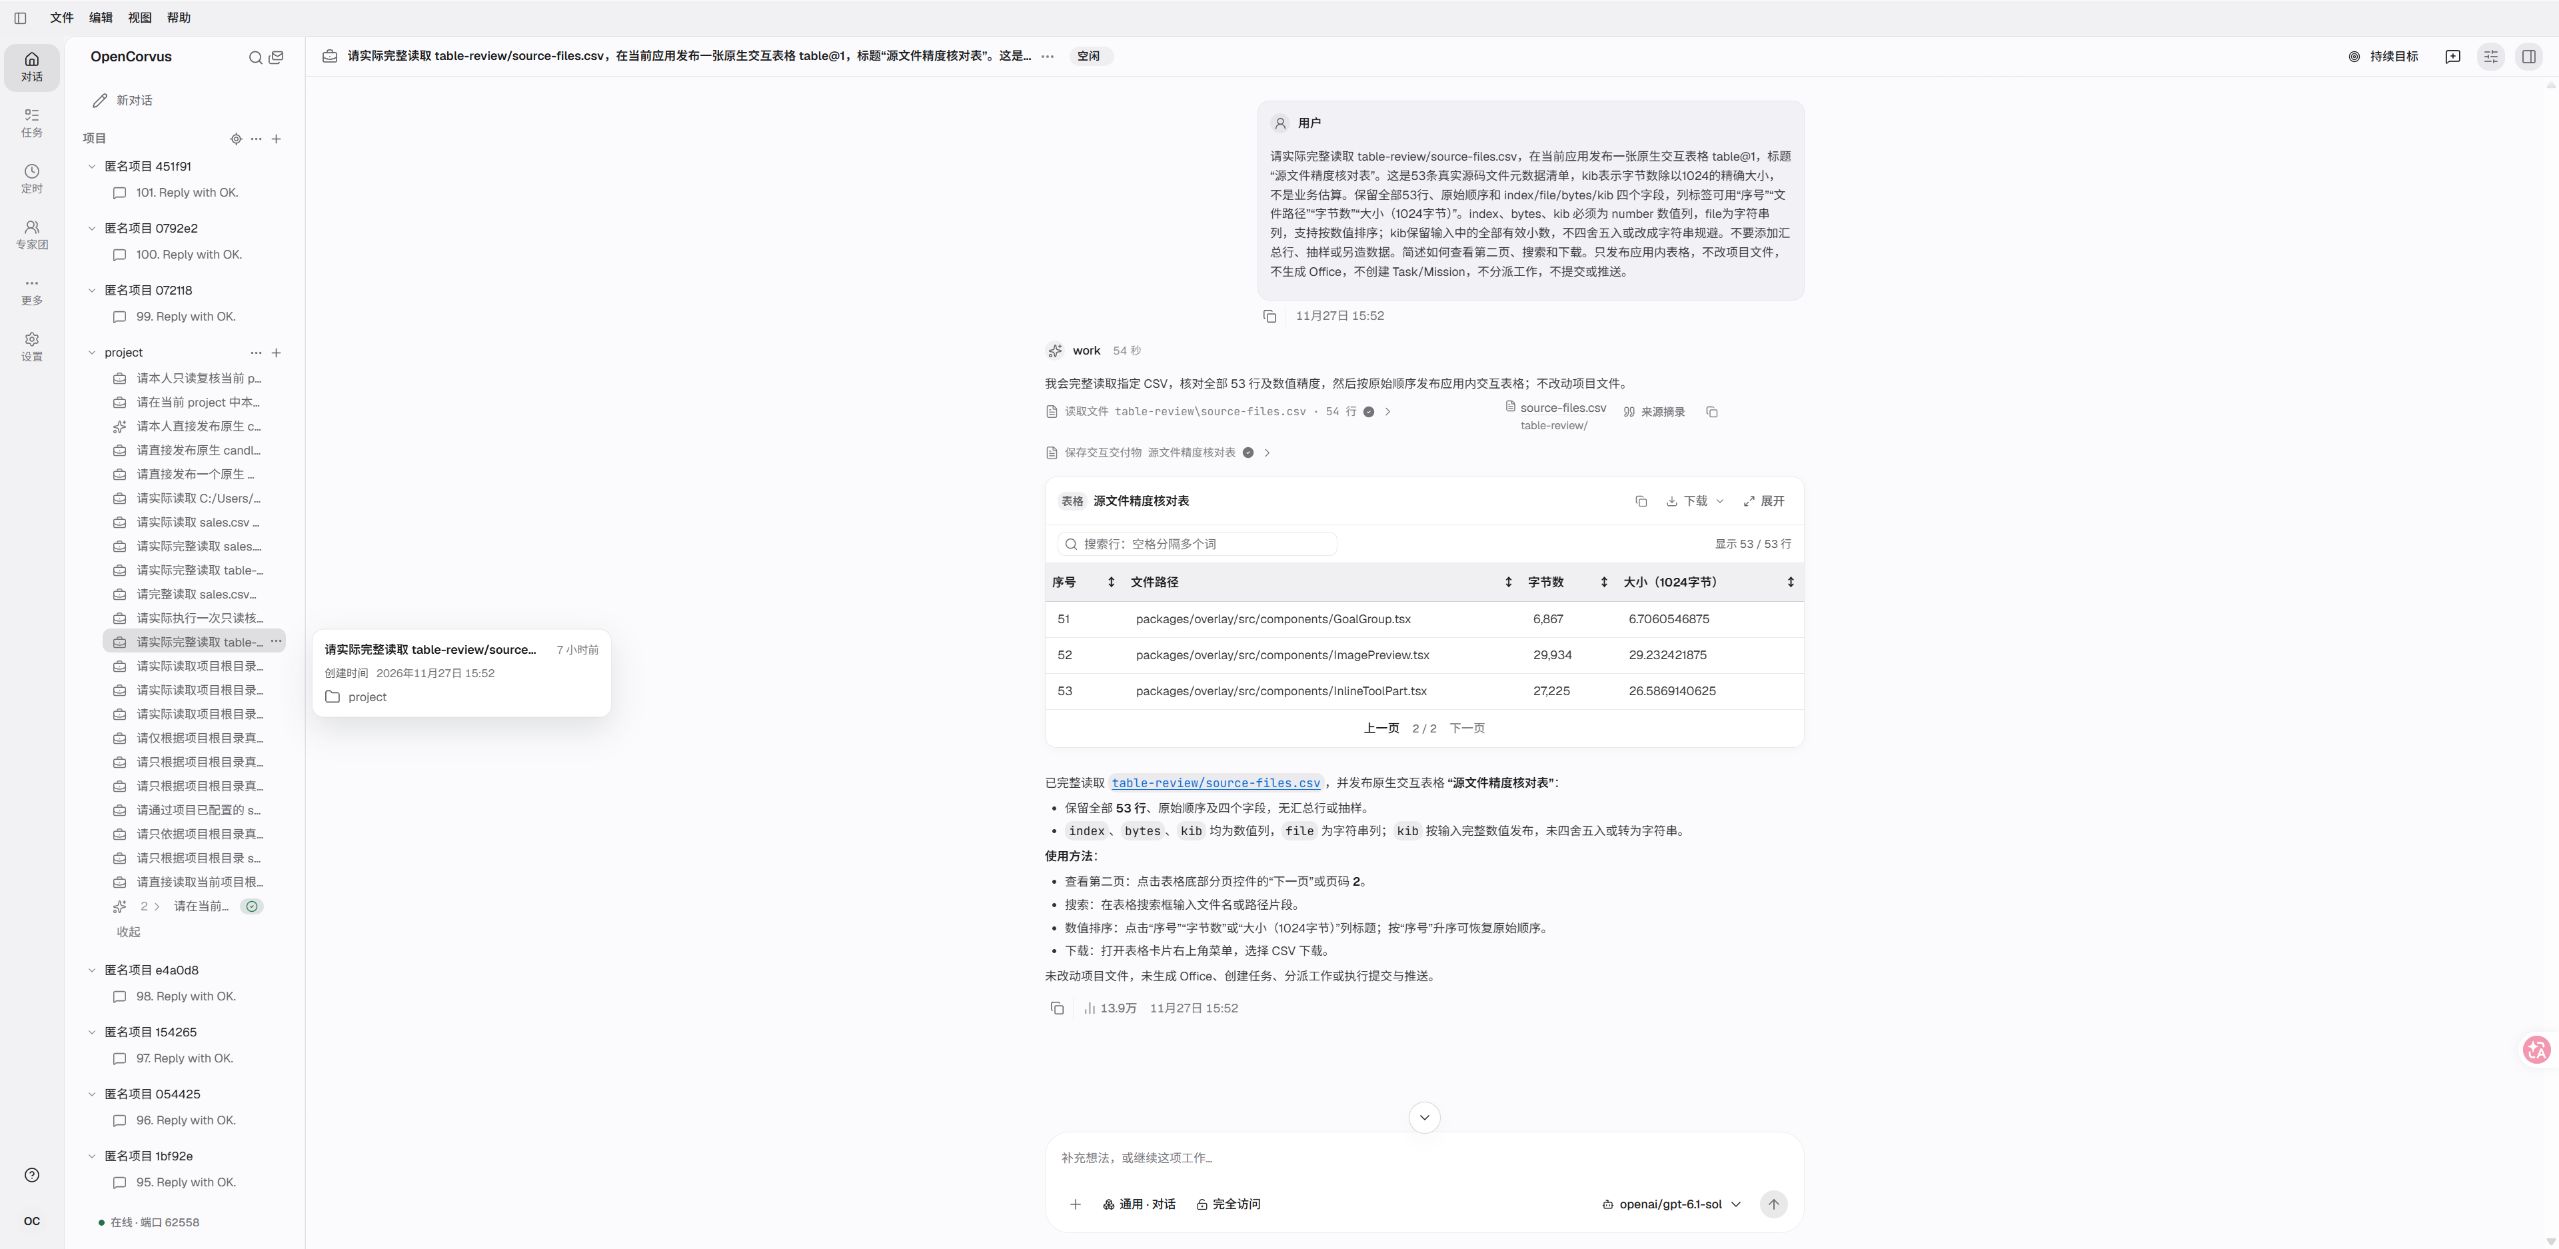 文件 编辑 视图 帮助
对话
任务
定时
专家团
更多
设置
OC
OpenCorvus
新对话
项目
匿名项目 451f91
101. Reply with OK.
匿名项目 0792e2
100. Reply with OK.
匿名项目 072118
99. Reply with OK.
project
请本人只读复核当前 p...
请在当前 project 中本...
请本人直接发布原生 c...
请直接发布原生 candl...
请直接发布一个原生 ...
请实际读取 C:/Users/...
请实际读取 sales.csv ...
请实际完整读取 sales....
请实际完整读取 table-...
请完整读取 sales.csv...
请实际执行一次只读核...
请实际完整读取 table-...
请实际读取项目根目录...
请实际读取项目根目录...
请实际读取项目根目录...
请仅根据项目根目录真...
请只根据项目根目录真...
请只根据项目根目录真...
请通过项目已配置的 s...
请只依据项目根目录真...
请只根据项目根目录 s...
请直接读取当前项目根...
2 请在当前...
收起
匿名项目 e4a0d8
98. Reply with OK.
匿名项目 154265
97. Reply with OK.
匿名项目 054425
96. Reply with OK.
匿名项目 1bf92e
95. Reply with OK.
在线 · 端口 62558
请实际完整读取 table-review/source... 7 小时前
创建时间 2026年11月27日 15:52
project
请实际完整读取 table-review/source-files.csv，在当前应用发布一张原生交互表格 table@1，标题“源文件精度核对表”。这是... 空闲
持续目标
用户
请实际完整读取 table-review/source-files.csv，在当前应用发布一张原生交互表格 table@1，标题
“源文件精度核对表”。这是53条真实源码文件元数据清单，kib表示字节数除以1024的精确大小，
不是业务估算。保留全部53行、原始顺序和 index/file/bytes/kib 四个字段，列标签可用“序号”“文
件路径”“字节数”“大小（1024字节）”。index、bytes、kib 必须为 number 数值列，file为字符串
列，支持按数值排序；kib保留输入中的全部有效小数，不四舍五入或改成字符串规避。不要添加汇
总行、抽样或另造数据。简述如何查看第二页、搜索和下载。只发布应用内表格，不改项目文件，
不生成 Office，不创建 Task/Mission，不分派工作，不提交或推送。
11月27日 15:52
work 54 秒
我会完整读取指定 CSV，核对全部 53 行及数值精度，然后按原始顺序发布应用内交互表格；不改动项目文件。
读取文件 table-review\source-files.csv · 54 行
source-files.csv
table-review/
来源摘录
保存交互交付物 源文件精度核对表
表格 源文件精度核对表 下载 展开
搜索行：空格分隔多个词 显示 53 / 53 行
序号 文件路径 字节数 大小（1024字节）
51 packages/overlay/src/components/GoalGroup.tsx 6,867 6.7060546875
52 packages/overlay/src/components/ImagePreview.tsx 29,934 29.232421875
53 packages/overlay/src/components/InlineToolPart.tsx 27,225 26.5869140625
上一页 2 / 2 下一页
已完整读取 table-review/source-files.csv，并发布原生交互表格 “源文件精度核对表”：
• 保留全部 53 行、原始顺序及四个字段，无汇总行或抽样。
• index、bytes、kib 均为数值列，file 为字符串列；kib 按输入完整数值发布，未四舍五入或转为字符串。
使用方法：
• 查看第二页：点击表格底部分页控件的“下一页”或页码 2。
• 搜索：在表格搜索框输入文件名或路径片段。
• 数值排序：点击“序号”“字节数”或“大小（1024字节）”列标题；按“序号”升序可恢复原始顺序。
• 下载：打开表格卡片右上角菜单，选择 CSV 下载。
未改动项目文件，未生成 Office、创建任务、分派工作或执行提交与推送。
13.9万 11月27日 15:52
补充想法，或继续这项工作...
通用 · 对话 完全访问 openai/gpt-6.1-sol